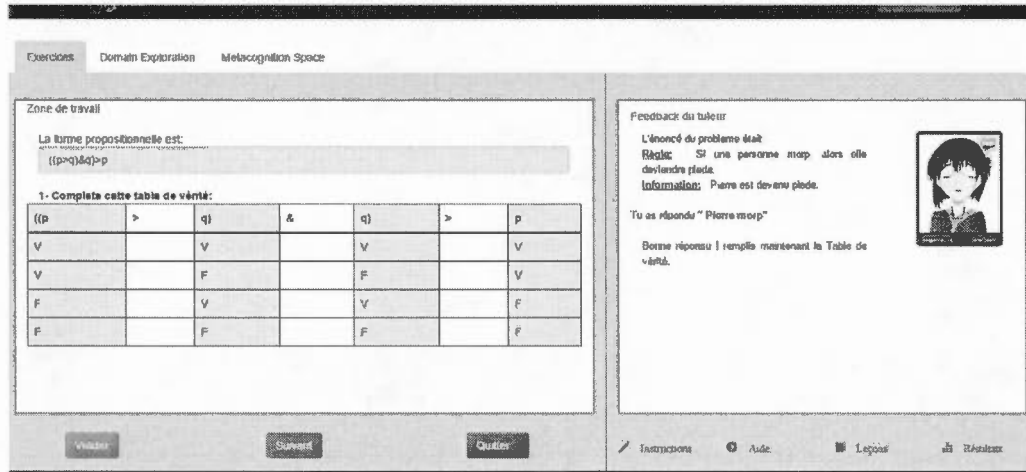 Exercices Domain Exploration Metacognition Space
Zone de travail
La forme propositionnelle est:
((p>q)&q)>p
1- Complete cette table de vérité:
((p > q) & q) > p
V V V V
V F F V
F V V F
F F F F
Valider Suivant Quitter
Feedback du tuteur
L'énoncé du probleme était
Règle: Si une personne morp alors elle
deviendra plede.
Information: Pierre est devenu plede.
Tu as répondu " Pierre morp"
Bonne réponse ! remplis maintenant la Table de
vérité.
Instructions Aide Leçons